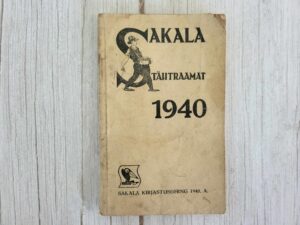 SAKALA
TÄHTRAAMAT
1940
SAKALA KIRJASTUSÜHING 1940. A.